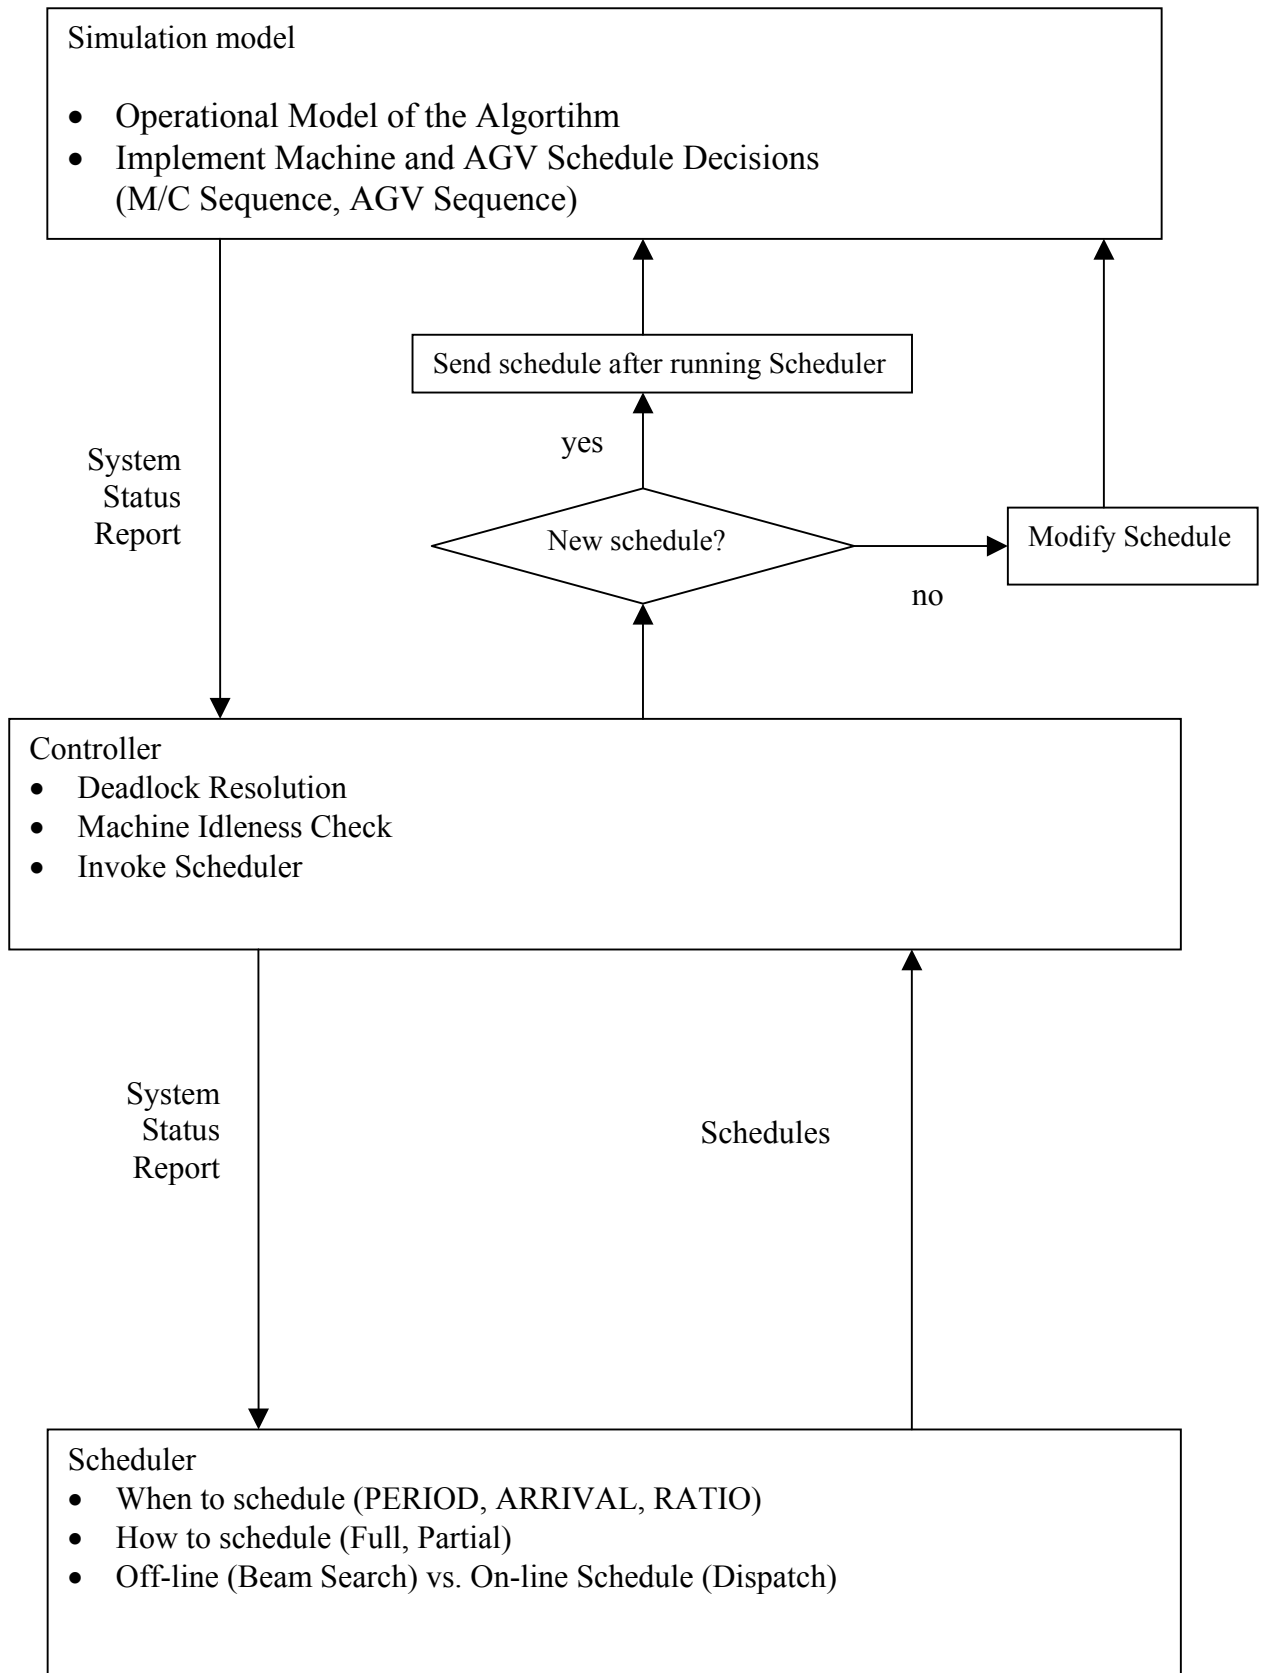 Simulation model
• Operational Model of the Algortihm
• Implement Machine and AGV Schedule Decisions
(M/C Sequence, AGV Sequence)
Send schedule after running Scheduler
yes
System
Status
Report
New schedule?
Modify Schedule
no
Controller
• Deadlock Resolution
• Machine Idleness Check
• Invoke Scheduler
System
Status
Report
Schedules
Scheduler
• When to schedule (PERIOD, ARRIVAL, RATIO)
• How to schedule (Full, Partial)
• Off-line (Beam Search) vs. On-line Schedule (Dispatch)